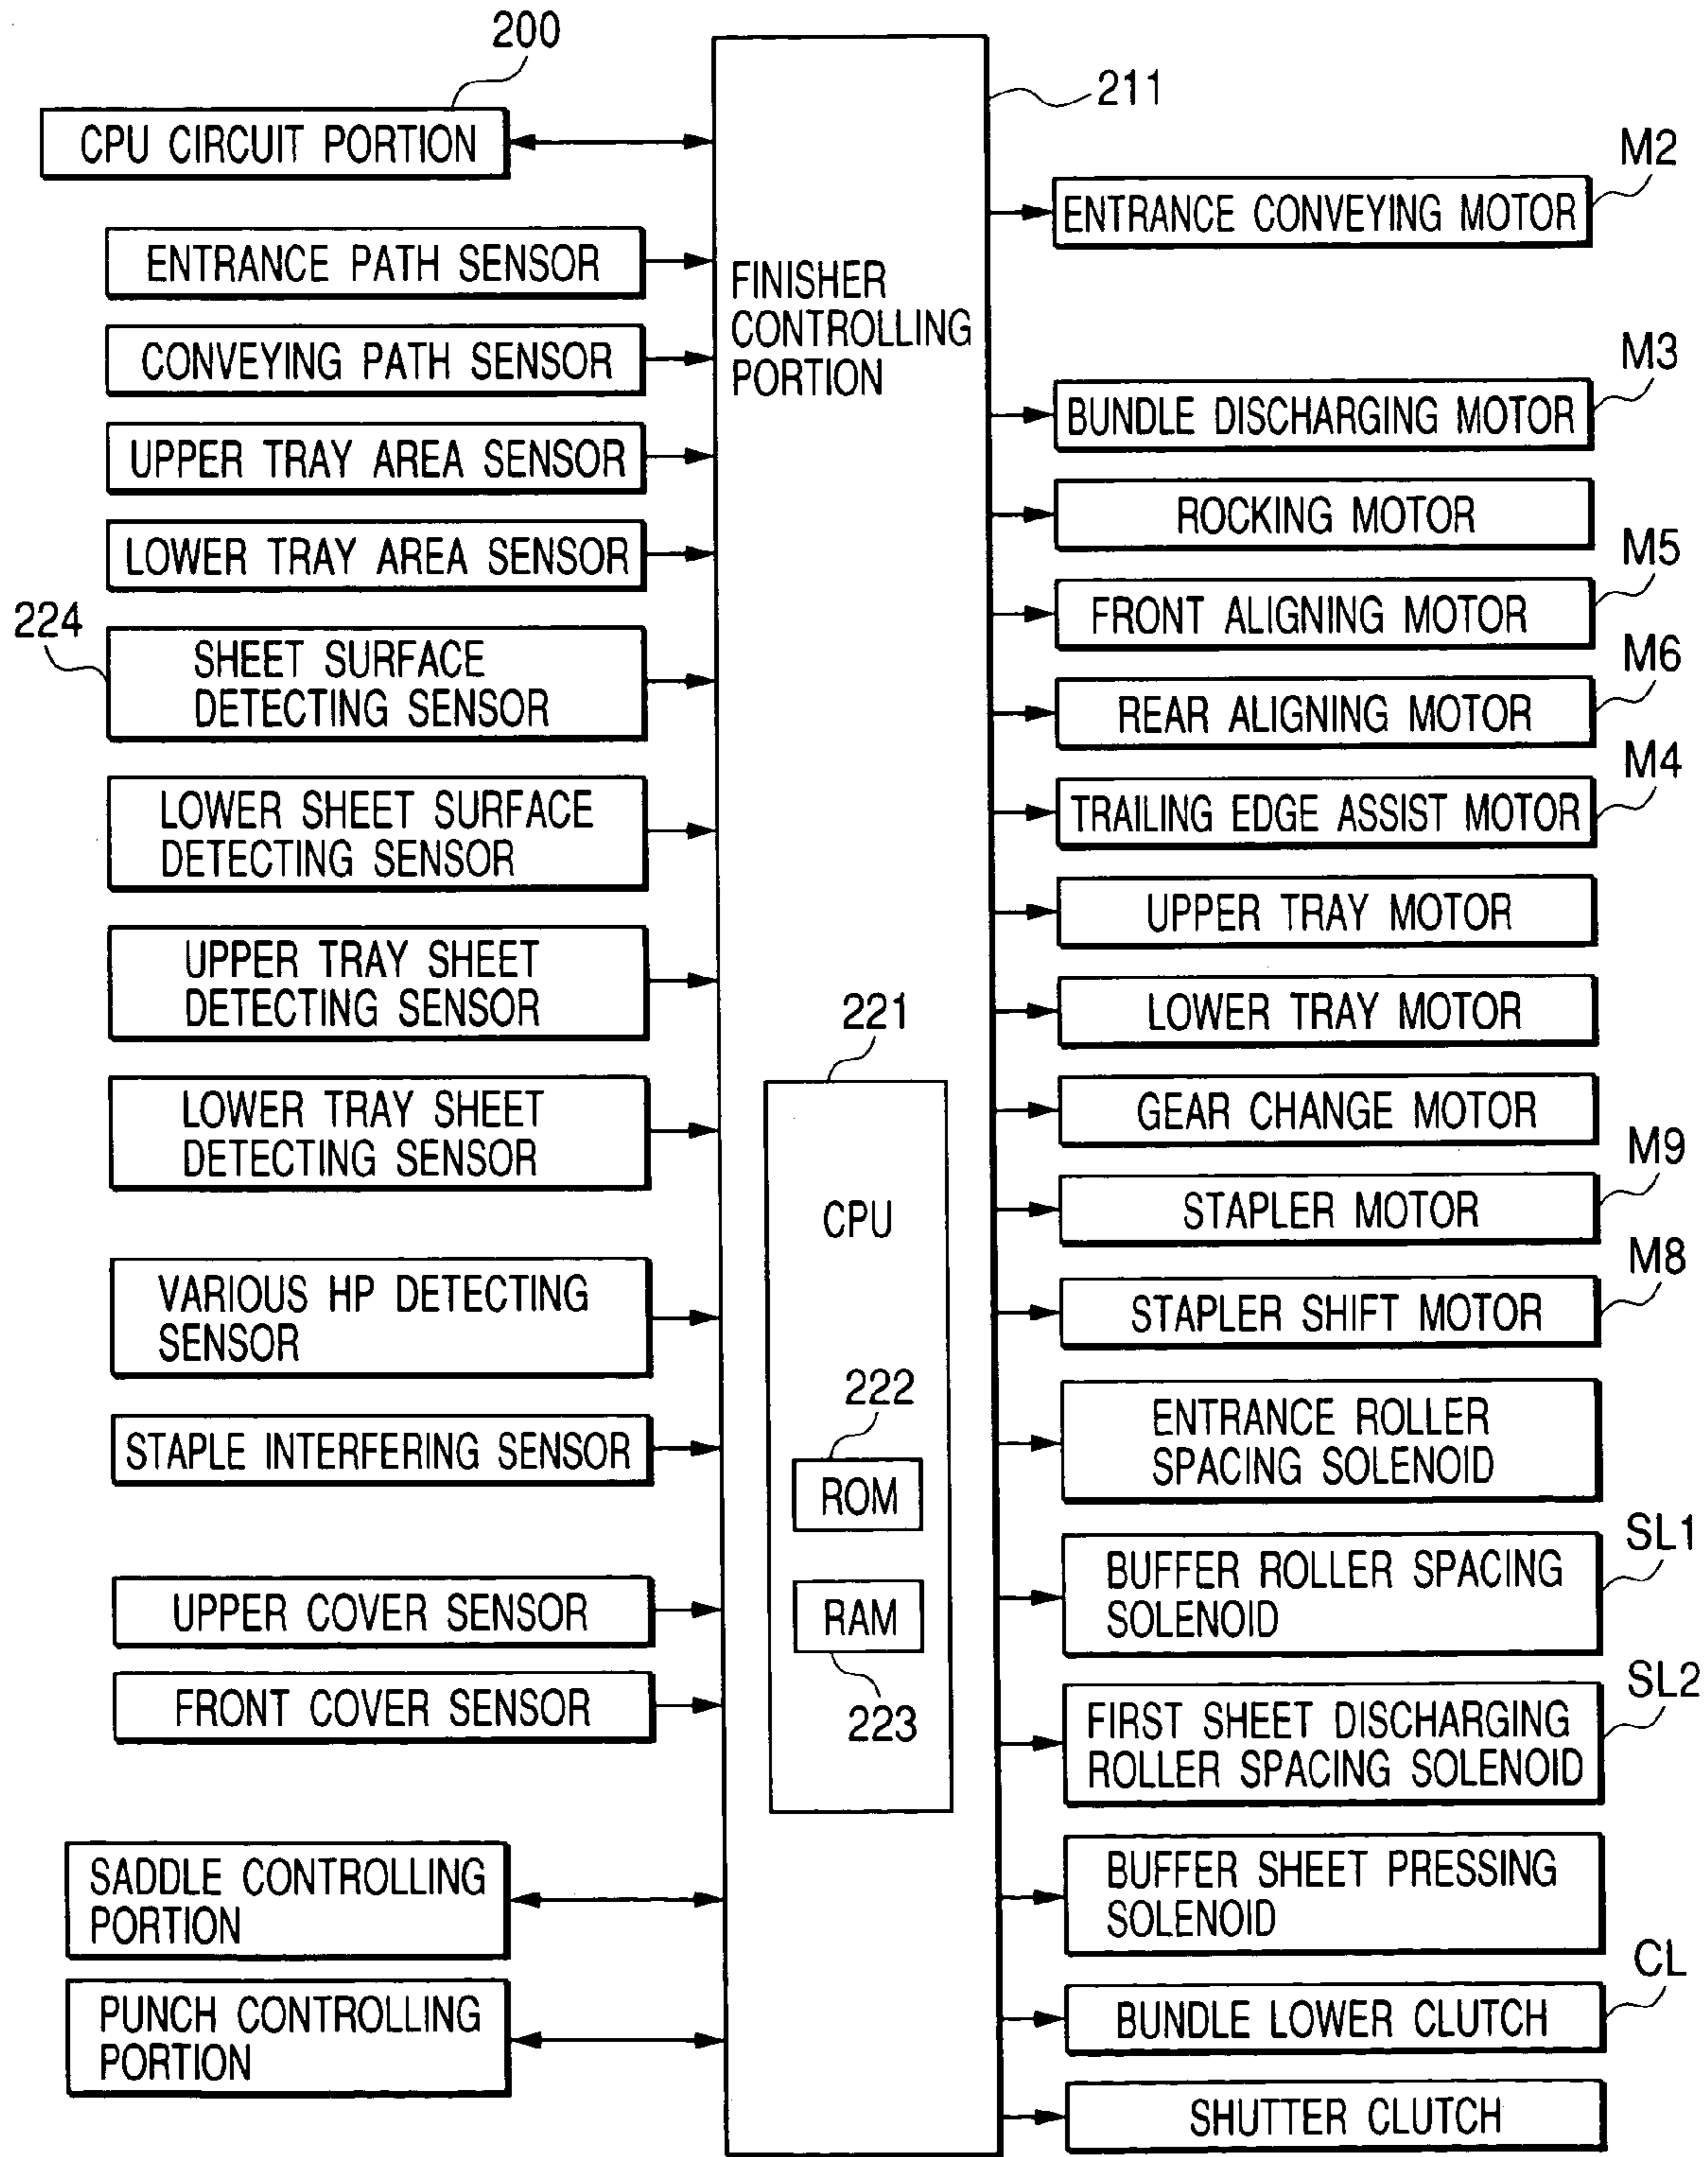 200
CPU CIRCUIT PORTION
ENTRANCE PATH SENSOR
CONVEYING PATH SENSOR
UPPER TRAY AREA SENSOR
LOWER TRAY AREA SENSOR
224
SHEET SURFACE
DETECTING SENSOR
LOWER SHEET SURFACE
DETECTING SENSOR
UPPER TRAY SHEET
DETECTING SENSOR
LOWER TRAY SHEET
DETECTING SENSOR
VARIOUS HP DETECTING
SENSOR
STAPLE INTERFERING SENSOR
UPPER COVER SENSOR
FRONT COVER SENSOR
SADDLE CONTROLLING
PORTION
PUNCH CONTROLLING
PORTION
211
FINISHER
CONTROLLING
PORTION
221
CPU
222
ROM
RAM
223
M2
ENTRANCE CONVEYING MOTOR
M3
BUNDLE DISCHARGING MOTOR
ROCKING MOTOR
M5
FRONT ALIGNING MOTOR
M6
REAR ALIGNING MOTOR
M4
TRAILING EDGE ASSIST MOTOR
UPPER TRAY MOTOR
LOWER TRAY MOTOR
GEAR CHANGE MOTOR
M9
STAPLER MOTOR
M8
STAPLER SHIFT MOTOR
ENTRANCE ROLLER
SPACING SOLENOID
SL1
BUFFER ROLLER SPACING
SOLENOID
SL2
FIRST SHEET DISCHARGING
ROLLER SPACING SOLENOID
BUFFER SHEET PRESSING
SOLENOID
CL
BUNDLE LOWER CLUTCH
SHUTTER CLUTCH